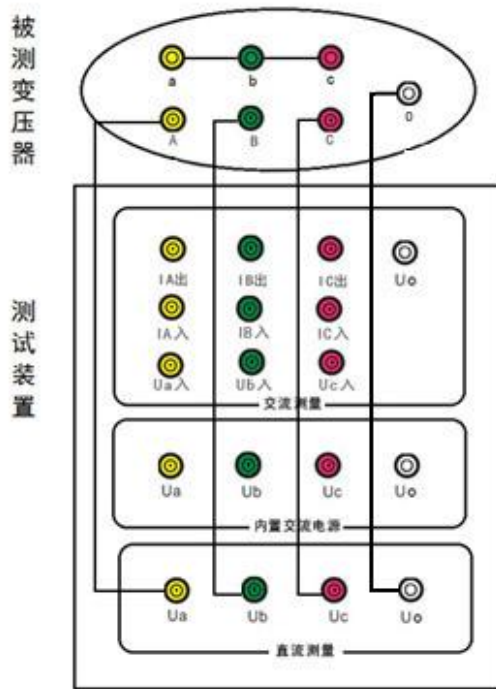 被测变压器
a b c
0
A B C
测试装置
IA出 IB出 IC出 Uo
IA入 IB入 IC入
Ua入 Ub入 Uc入
交流测量
Ua Ub Uc Uo
内置交流电源
Ua Ub Uc Uo
直流测量